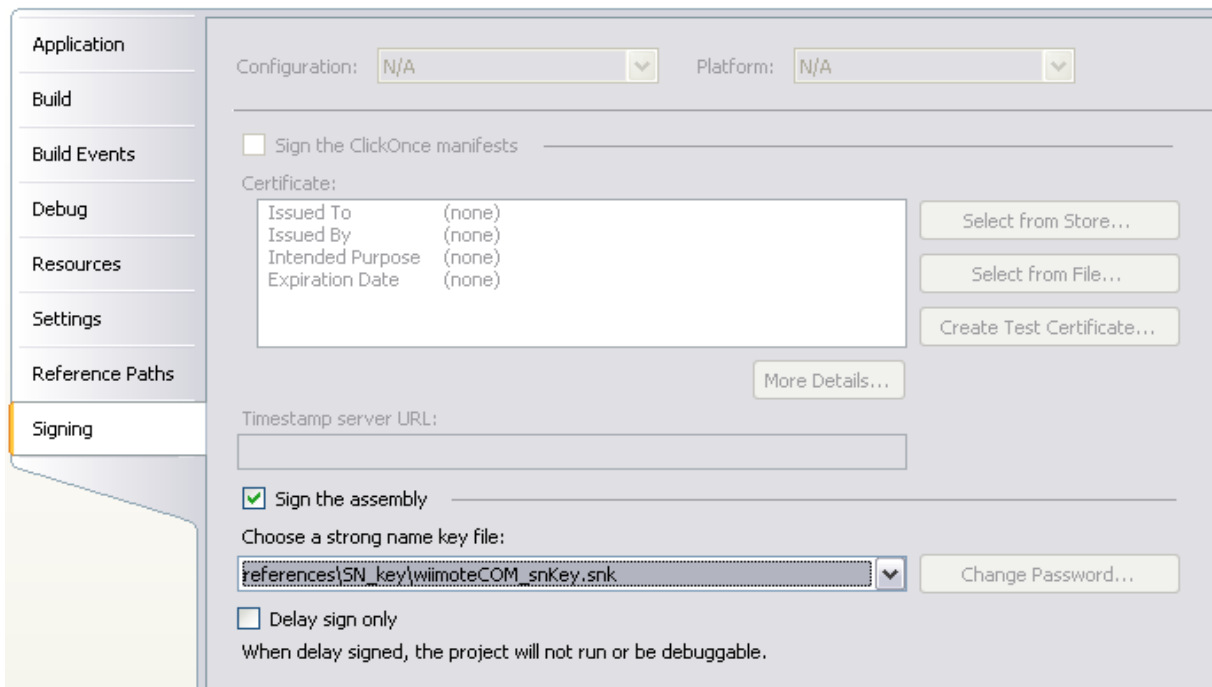 Application
Build
Build Events
Debug
Resources
Settings
Reference Paths
Signing
Configuration: N/A Platform: N/A
Sign the ClickOnce manifests
Certificate:
Issued To (none)
Issued By (none)
Intended Purpose (none)
Expiration Date (none)
Select from Store...
Select from File...
Create Test Certificate...
More Details...
Timestamp server URL:
Sign the assembly
Choose a strong name key file:
references\SN_key\wiimoteCOM_snKey.snk
Change Password...
Delay sign only
When delay signed, the project will not run or be debuggable.